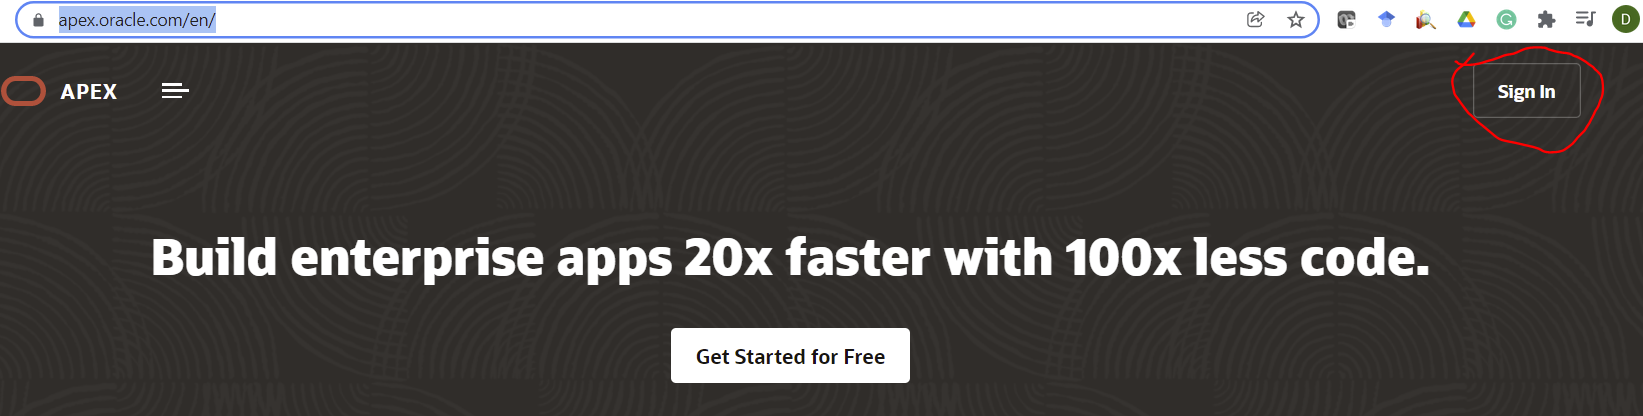 apex.oracle.com/en/
D
APEX
Sign In
Build enterprise apps 20x faster with 100x less code.
Get Started for Free